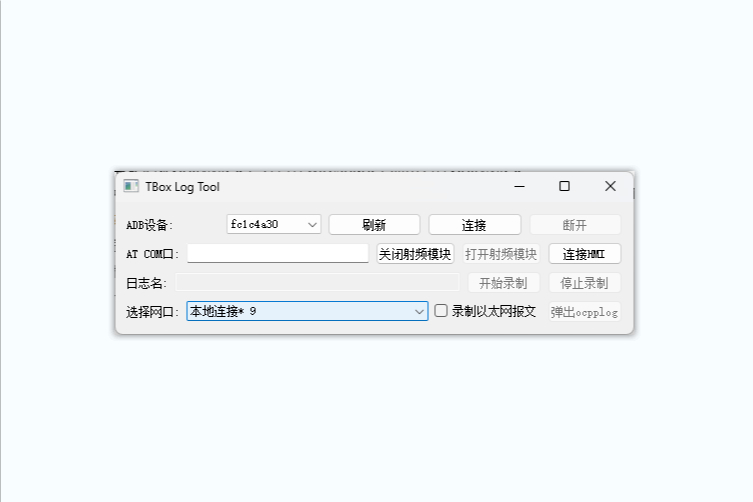 TBox Log Tool
ADB设备: fc1c4a30 刷新 连接 断开
AT COM口: 关闭射频模块 打开射频模块 连接HMI
日志名: 开始录制 停止录制
选择网口: 本地连接* 9 录制以太网报文 弹出ocpplog